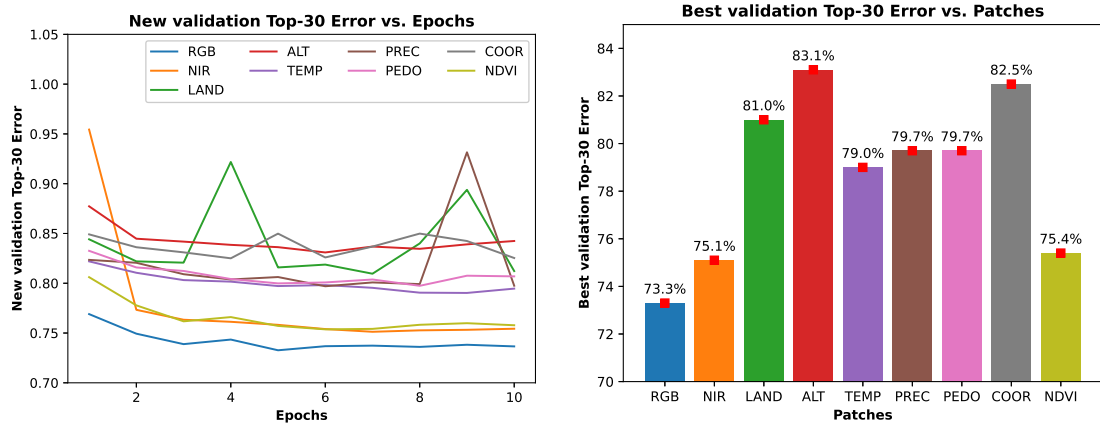 New validation Top-30 Error vs. Epochs
New validation Top-30 Error
1.05
1.00
0.95
0.90
0.85
0.80
0.75
0.70
RGB ALT PREC COOR
NIR TEMP PEDO NDVI
LAND
2 4 6 8 10
Epochs
Best validation Top-30 Error vs. Patches
Best validation Top-30 Error
84
82
80
78
76
74
72
70
73.3% 75.1% 81.0% 83.1% 79.0% 79.7% 79.7% 82.5% 75.4%
RGB NIR LAND ALT TEMP PREC PEDO COOR NDVI
Patches